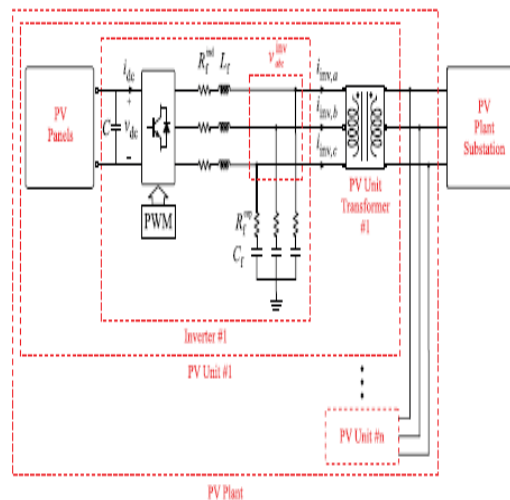 PV
Panels
i_dc
+
C
v_dc
-
PWM
R_f^ind
L_f
v_abc^inv
i_inv,a
i_inv,b
i_inv,c
R_f^cap
C_f
PV Unit
Transformer
#1
PV
Plant
Substation
Inverter #1
PV Unit #1
PV Unit #n
PV Plant